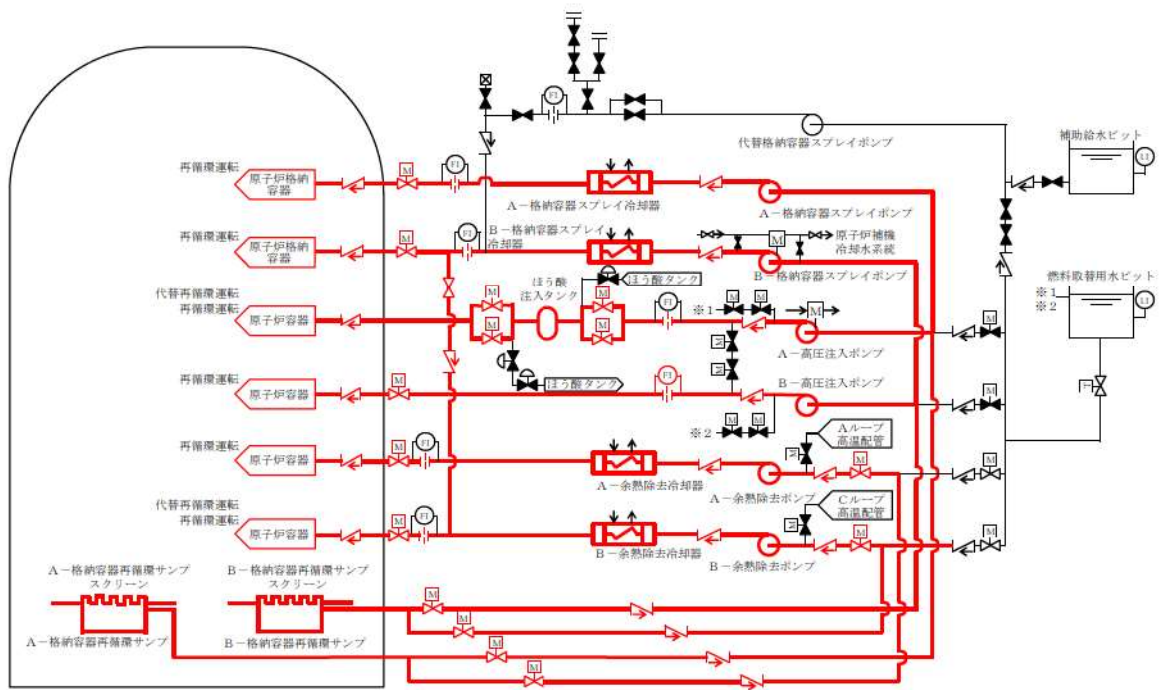 FI
代替格納容器スプレイポンプ
補助給水ピット
LI
再循環運転
原子炉格納
容器
M
FI
A－格納容器スプレイ冷却器
A－格納容器スプレイポンプ
再循環運転
原子炉格納
容器
M
FI
B－格納容器スプレイ
冷却器
M
原子炉補機
冷却水系統
B－格納容器スプレイポンプ
燃料取替用水ピット
※1
※2
LI
代替再循環運転
再循環運転
原子炉容器
M
M
ほう酸
注入タンク
M
M
ほう酸タンク
FI
※1
M
M
M
A－高圧注入ポンプ
M
M
M
ほう酸タンク
再循環運転
原子炉容器
M
FI
B－高圧注入ポンプ
M
※2
M
M
再循環運転
原子炉容器
M
FI
A－余熱除去冷却器
A－余熱除去ポンプ
Aループ
高温配管
M
M
M
代替再循環運転
再循環運転
原子炉容器
M
FI
B－余熱除去冷却器
B－余熱除去ポンプ
Cループ
高温配管
M
M
M
A－格納容器再循環サンプ
スクリーン
B－格納容器再循環サンプ
スクリーン
A－格納容器再循環サンプ
B－格納容器再循環サンプ
M
M
M
M